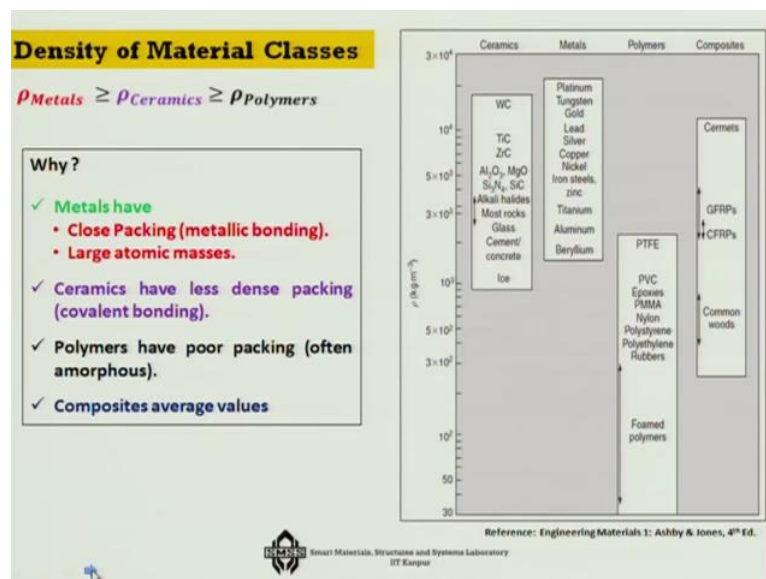 Density of Material Classes
ρMetals ≥ ρCeramics ≥ ρPolymers
Why ?
✓ Metals have
• Close Packing (metallic bonding).
• Large atomic masses.
✓ Ceramics have less dense packing
(covalent bonding).
✓ Polymers have poor packing (often
amorphous).
✓ Composites average values
Ceramics Metals Polymers Composites
3×10⁴
10⁴
5×10³
3×10³
10³
5×10²
3×10²
10²
50
30
ρ (kg m⁻³)
WC
TiC
ZrC
Al₂O₃, MgO
Si₃N₄, SiC
Alkali halides
Most rocks
Glass
Cement/
concrete
Ice
Platinum
Tungsten
Gold
Lead
Silver
Copper
Nickel
Iron steels,
zinc
Titanium
Aluminum
Beryllium
PTFE
PVC
Epoxies
PMMA
Nylon
Polystyrene
Polyethylene
Rubbers
Foamed
polymers
Cermets
GFRPs
CFRPs
Common
woods
Reference: Engineering Materials 1: Ashby & Jones, 4th Ed.
SMSS
Smart Materials, Structures and Systems Laboratory
IIT Kanpur